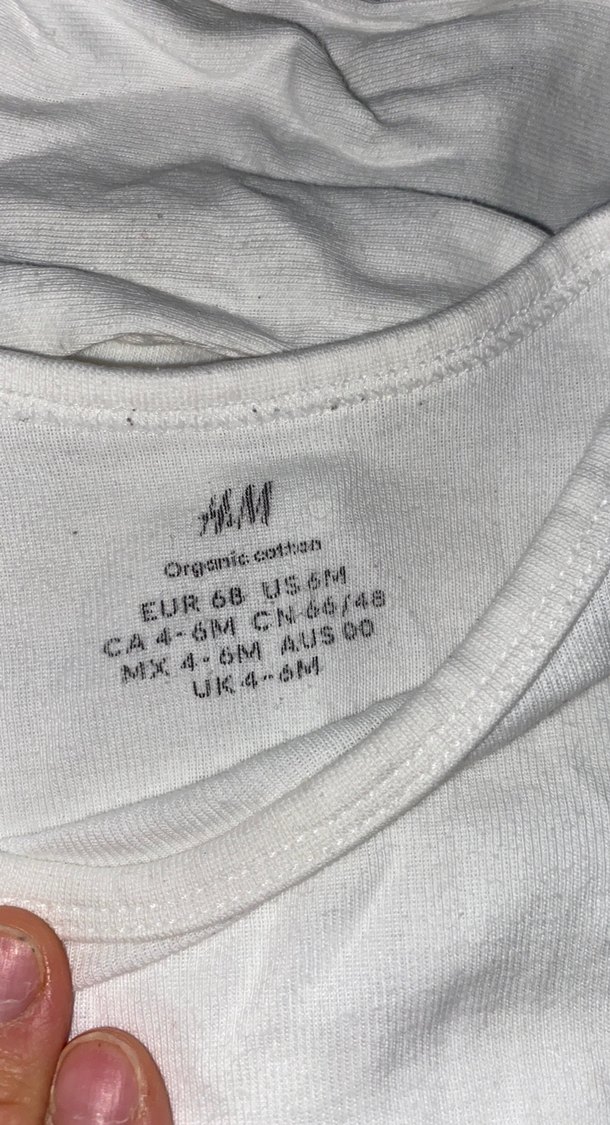 H&M
Organic cotton
EUR 68 US 6M
CA 4-6M CN 66/48
MX 4-6M AUS 00
UK 4-6M